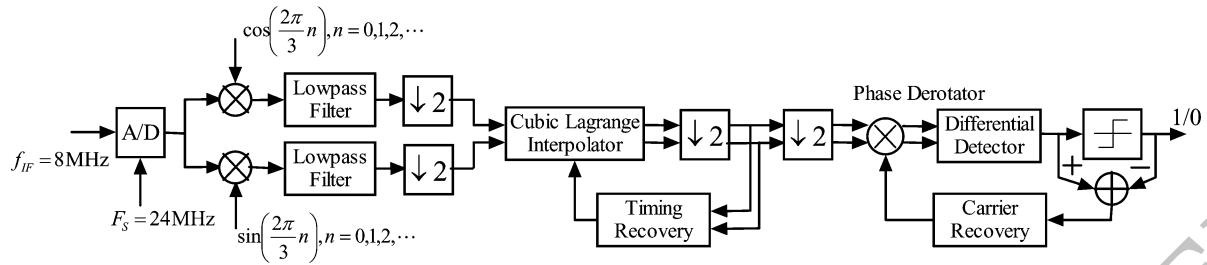 cos(2π/3 n), n = 0,1,2,⋯
Lowpass
Filter
↓ 2
A/D
f_IF = 8MHz
F_S = 24MHz
Lowpass
Filter
↓ 2
sin(2π/3 n), n = 0,1,2,⋯
Cubic Lagrange
Interpolator
↓ 2
↓ 2
Timing
Recovery
Phase Derotator
Differential
Detector
1/0
+
−
Carrier
Recovery